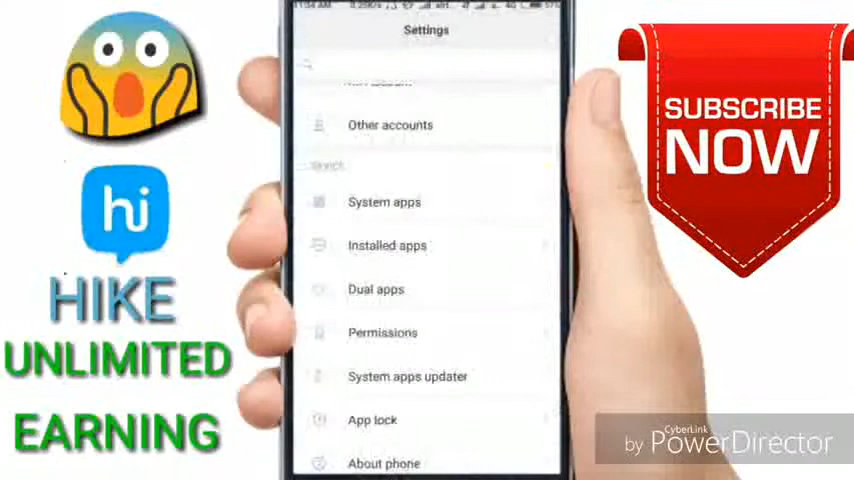 Settings
Other accounts
System apps
Installed apps
Dual apps
Permissions
System apps updater
App lock
About phone
hi
HIKE
UNLIMITED
EARNING
SUBSCRIBE
NOW
CyberLink
by PowerDirector